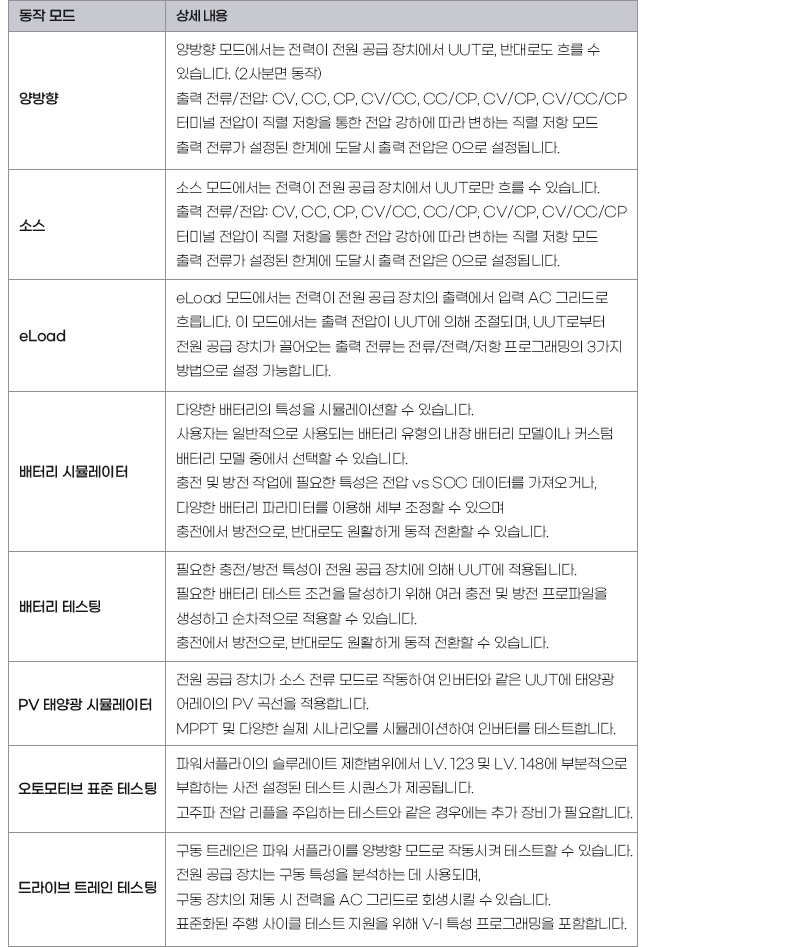 동작 모드
상세 내용
양방향
양방향 모드에서는 전력이 전원 공급 장치에서 UUT로, 반대로도 흐를 수
있습니다. (2사분면 동작)
출력 전류/전압: CV, CC, CP, CV/CC, CC/CP, CV/CP, CV/CC/CP
터미널 전압이 직렬 저항을 통한 전압 강하에 따라 변하는 직렬 저항 모드
출력 전류가 설정된 한계에 도달시 출력 전압은 0으로 설정됩니다.
소스
소스 모드에서는 전력이 전원 공급 장치에서 UUT로만 흐를 수 있습니다.
출력 전류/전압: CV, CC, CP, CV/CC, CC/CP, CV/CP, CV/CC/CP
터미널 전압이 직렬 저항을 통한 전압 강하에 따라 변하는 직렬 저항 모드
출력 전류가 설정된 한계에 도달시 출력 전압은 0으로 설정됩니다.
eLoad
eLoad 모드에서는 전력이 전원 공급 장치의 출력에서 입력 AC 그리드로
흐릅니다. 이 모드에서는 출력 전압이 UUT에 의해 조절되며, UUT로부터
전원 공급 장치가 끌어오는 출력 전류는 전류/전력/저항 프로그래밍의 3가지
방법으로 설정 가능합니다.
배터리 시뮬레이터
다양한 배터리의 특성을 시뮬레이션할 수 있습니다.
사용자는 일반적으로 사용되는 배터리 유형의 내장 배터리 모델이나 커스텀
배터리 모델 중에서 선택할 수 있습니다.
충전 및 방전 작업에 필요한 특성은 전압 vs SOC 데이터를 가져오거나,
다양한 배터리 파라미터를 이용해 세부 조정할 수 있으며
충전에서 방전으로, 반대로도 원활하게 동적 전환할 수 있습니다.
배터리 테스팅
필요한 충전/방전 특성이 전원 공급 장치에 의해 UUT에 적용됩니다.
필요한 배터리 테스트 조건을 달성하기 위해 여러 충전 및 방전 프로파일을
생성하고 순차적으로 적용할 수 있습니다.
충전에서 방전으로, 반대로도 원활하게 동적 전환할 수 있습니다.
PV 태양광 시뮬레이터
전원 공급 장치가 소스 전류 모드로 작동하여 인버터와 같은 UUT에 태양광
어레이의 PV 곡선을 적용합니다.
MPPT 및 다양한 실제 시나리오를 시뮬레이션하여 인버터를 테스트합니다.
오토모티브 표준 테스팅
파워서플라이의 슬루레이트 제한범위에서 LV. 123 및 LV. 148에 부분적으로
부합하는 사전 설정된 테스트 시퀀스가 제공됩니다.
고주파 전압 리플을 주입하는 테스트와 같은 경우에는 추가 장비가 필요합니다.
드라이브 트레인 테스팅
구동 트레인은 파워 서플라이를 양방향 모드로 작동시켜 테스트할 수 있습니다.
전원 공급 장치는 구동 특성을 분석하는 데 사용되며,
구동 장치의 제동 시 전력을 AC 그리드로 회생시킬 수 있습니다.
표준화된 주행 사이클 테스트 지원을 위해 V-I 특성 프로그래밍을 포함합니다.